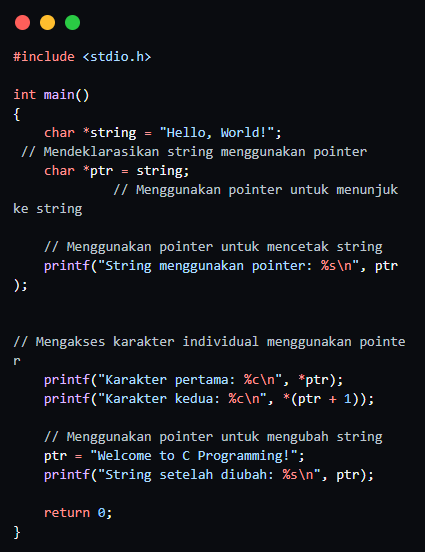 #include <stdio.h>
int main()
{
    char *string = "Hello, World!";
 // Mendeklarasikan string menggunakan pointer
    char *ptr = string;
             // Menggunakan pointer untuk menunjuk
ke string
    // Menggunakan pointer untuk mencetak string
    printf("String menggunakan pointer: %s\n", ptr
);
// Mengakses karakter individual menggunakan pointe
r
    printf("Karakter pertama: %c\n", *ptr);
    printf("Karakter kedua: %c\n", *(ptr + 1));
    // Menggunakan pointer untuk mengubah string
    ptr = "Welcome to C Programming!";
    printf("String setelah diubah: %s\n", ptr);
    return 0;
}